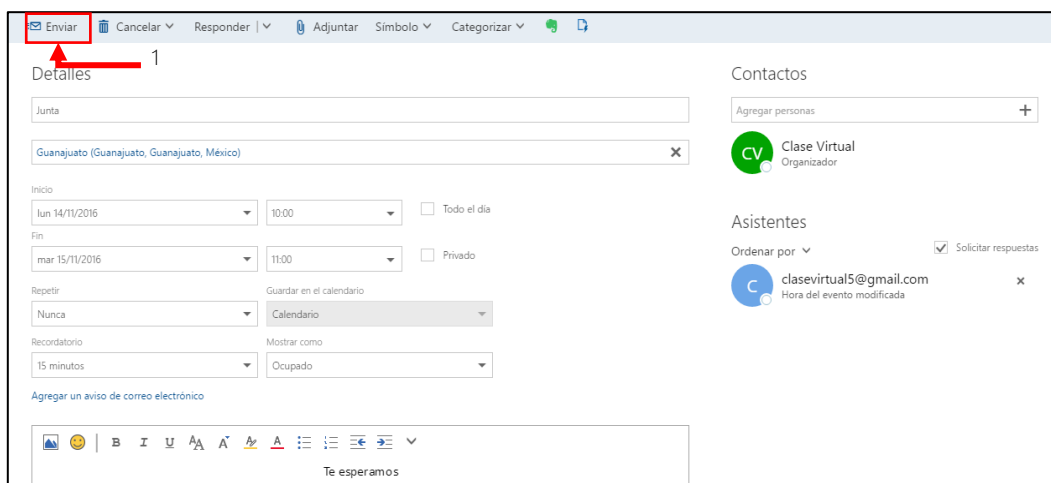 Enviar Cancelar Responder | Adjuntar Símbolo Categorizar
1
Detalles
Junta
Guanajuato (Guanajuato, Guanajuato, México)
Inicio
lun 14/11/2016 10:00 Todo el día
Fin
mar 15/11/2016 11:00 Privado
Repetir Guardar en el calendario
Nunca Calendario
Recordatorio Mostrar como
15 minutos Ocupado
Agregar un aviso de correo electrónico
B I U AA A A A
Te esperamos
Contactos
Agregar personas
CV Clase Virtual
Organizador
Asistentes
Ordenar por Solicitar respuestas
C clasevirtual5@gmail.com
Hora del evento modificada